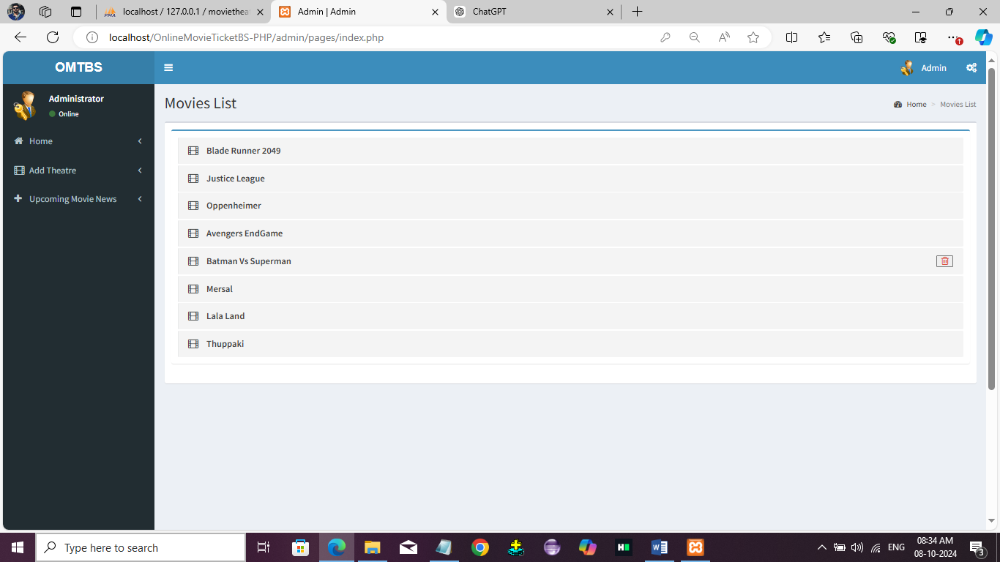 localhost / 127.0.0.1 / movietheat
Admin | Admin
ChatGPT
localhost/OnlineMovieTicketBS-PHP/admin/pages/index.php
OMTBS
Admin
Administrator
Online
Movies List
Home > Movies List
Home
Add Theatre
Upcoming Movie News
Blade Runner 2049
Justice League
Oppenheimer
Avengers EndGame
Batman Vs Superman
Mersal
Lala Land
Thuppaki
Type here to search
ENG
08:34 AM
08-10-2024
3